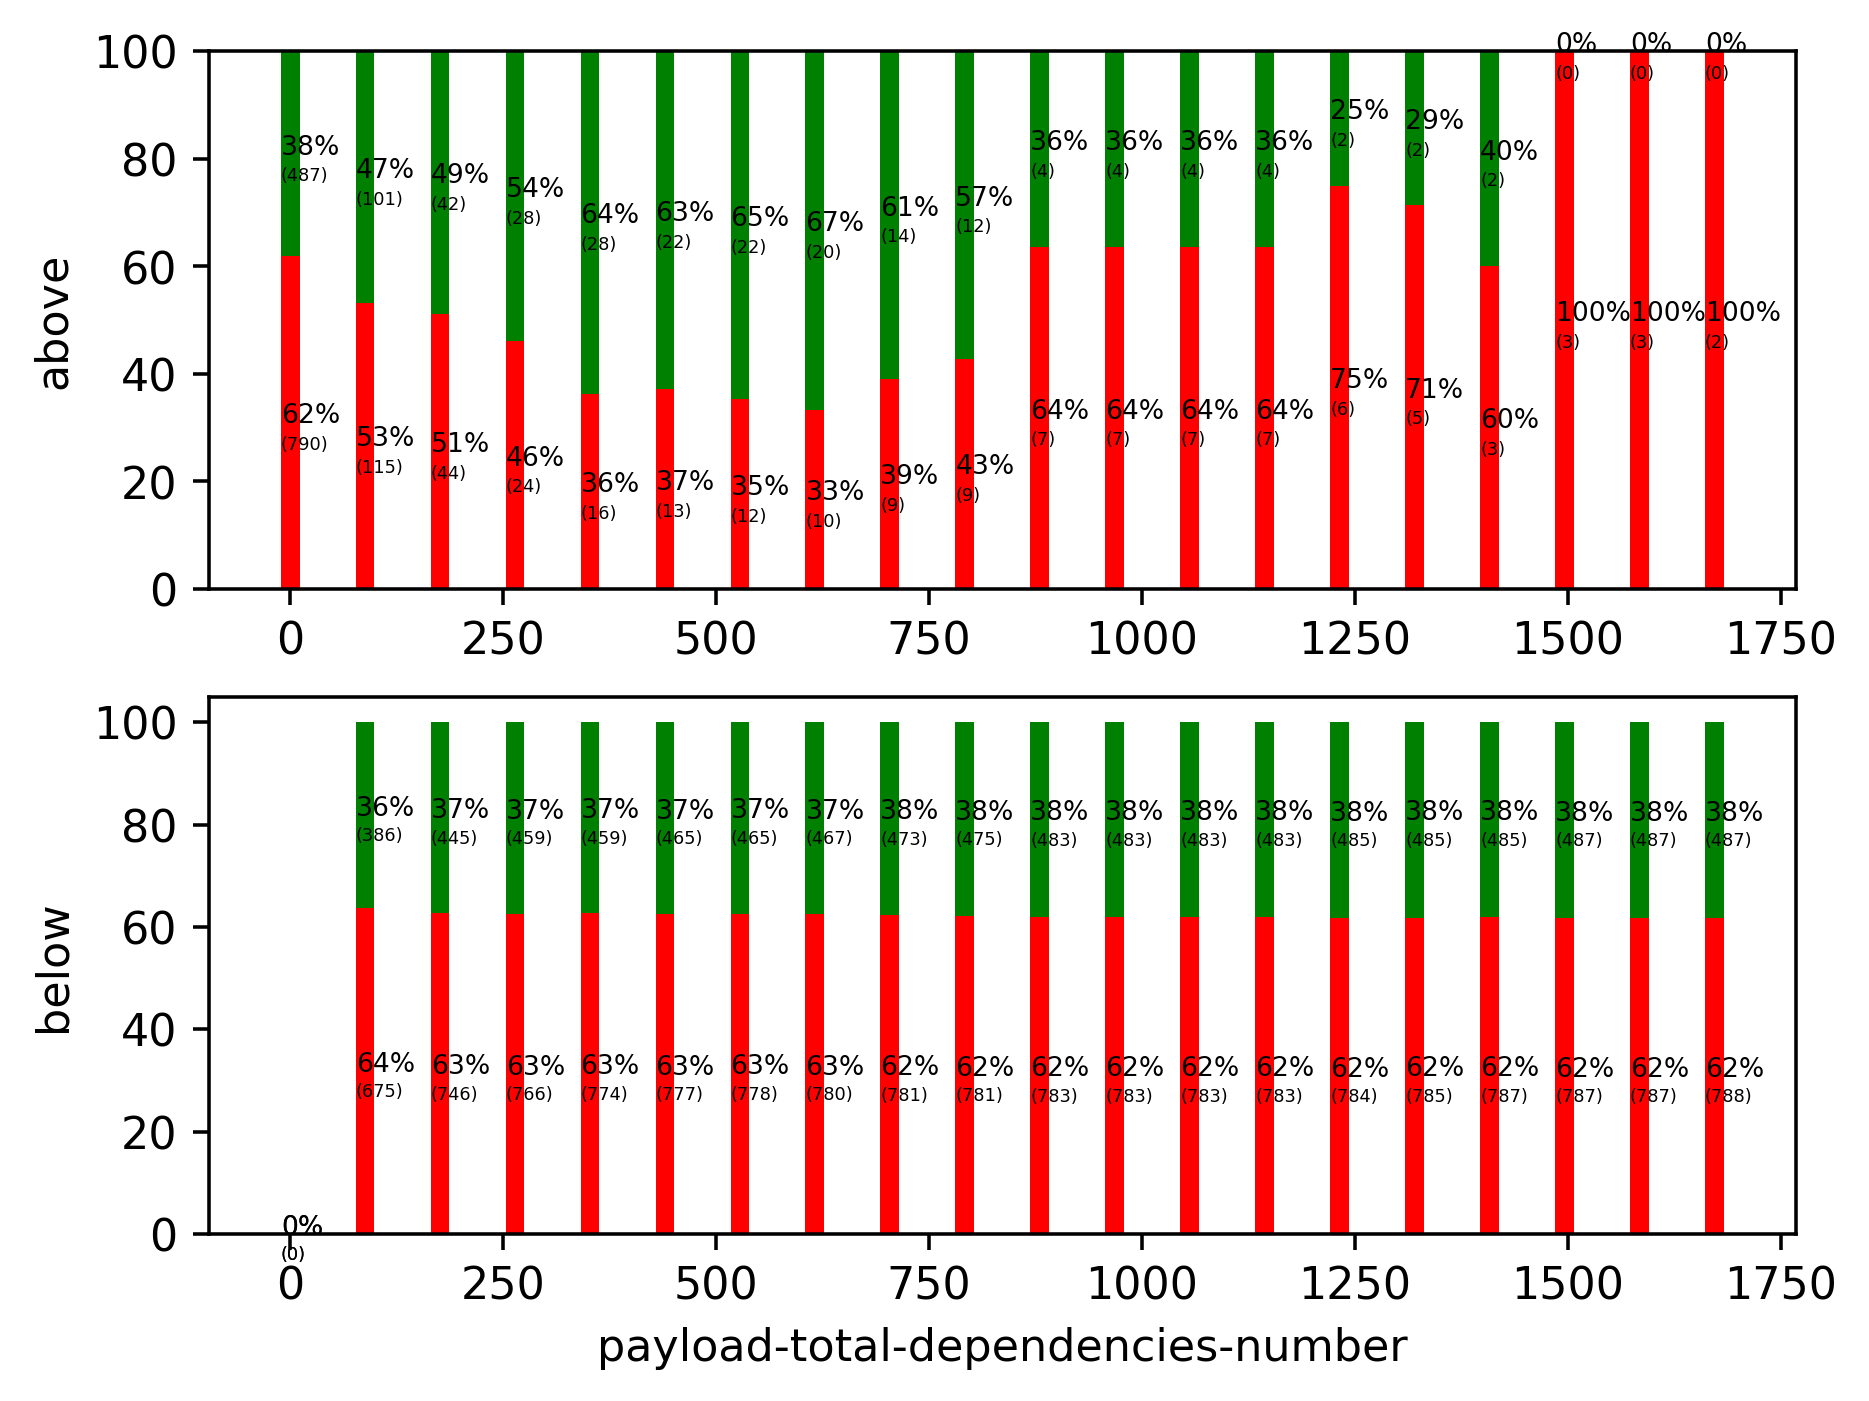 above
100
80
60
40
20
0
38% 47% 49% 54% 64% 63% 65% 67% 61% 57% 36% 36% 36% 36% 25% 29% 40% 0% 0% 0%
(487) (101) (42) (28) (28) (22) (22) (20) (14) (12) (4) (4) (4) (4) (2) (2) (2) (0) (0) (0)
62% 53% 51% 46% 36% 37% 35% 33% 39% 43% 64% 64% 64% 64% 75% 71% 60% 100% 100% 100%
(790) (115) (44) (24) (16) (13) (12) (10) (9) (9) (7) (7) (7) (7) (6) (5) (3) (3) (3) (2)
0 250 500 750 1000 1250 1500 1750
below
100
80
60
40
20
0
36% 37% 37% 37% 37% 37% 37% 38% 38% 38% 38% 38% 38% 38% 38% 38% 38% 38% 38%
(386) (445) (459) (459) (465) (465) (467) (473) (475) (483) (483) (483) (483) (485) (485) (485) (487) (487) (487)
64% 63% 63% 63% 63% 63% 63% 62% 62% 62% 62% 62% 62% 62% 62% 62% 62% 62% 62%
(675) (746) (766) (774) (777) (778) (780) (781) (781) (783) (783) (783) (783) (784) (785) (787) (787) (787) (788)
0%
(0)
0 250 500 750 1000 1250 1500 1750
payload-total-dependencies-number